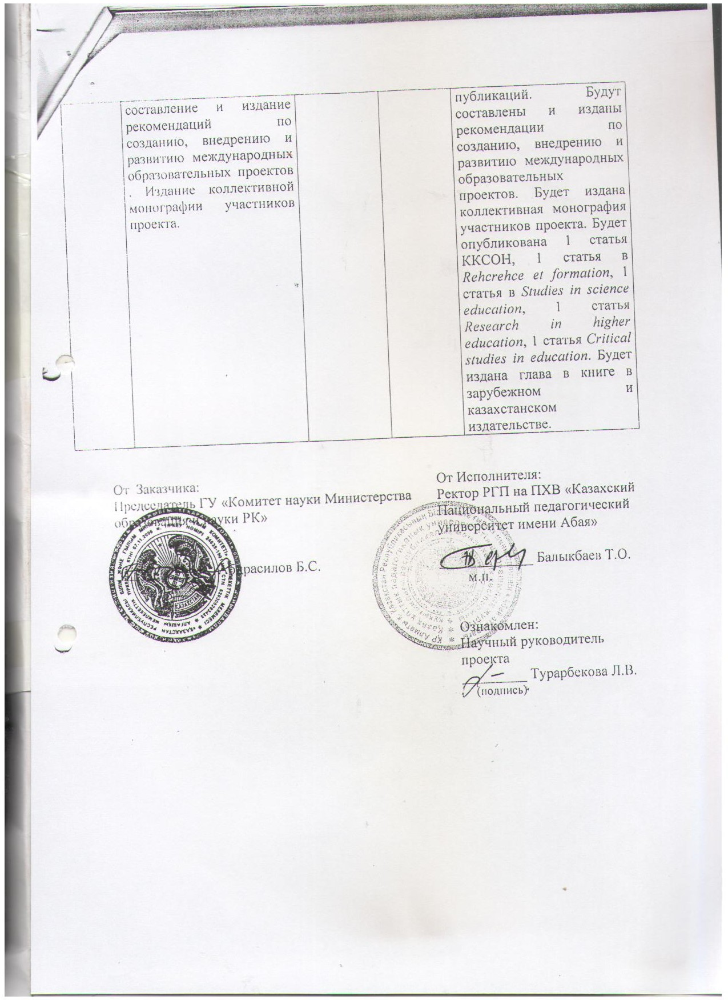 составление и издание
рекомендаций по
созданию, внедрению и
развитию международных
образовательных проектов
. Издание коллективной
монографии участников
проекта.
публикаций. Будут
составлены и изданы
рекомендации по
созданию, внедрению и
развитию международных
образовательных
проектов. Будет издана
коллективная монография
участников проекта. Будет
опубликована 1 статья
ККСОН, 1 статья в
Rehcrehce et formation, 1
статья в Studies in science
education, 1 статья
Research in higher
education, 1 статья Critical
studies in education. Будет
издана глава в книге в
зарубежном и
казахстанском
издательстве.
От Заказчика:
Председатель ГУ «Комитет науки Министерства
образования и науки РК»
Абдрасилов Б.С.
ҚАЗАҚСТАН
От Исполнителя:
Ректор РГП на ПХВ «Казахский
Национальный педагогический
университет имени Абая»
Балыкбаев Т.О.
м.п.
Ознакомлен:
Научный руководитель
проекта
Турарбекова Л.В.
(подпись)